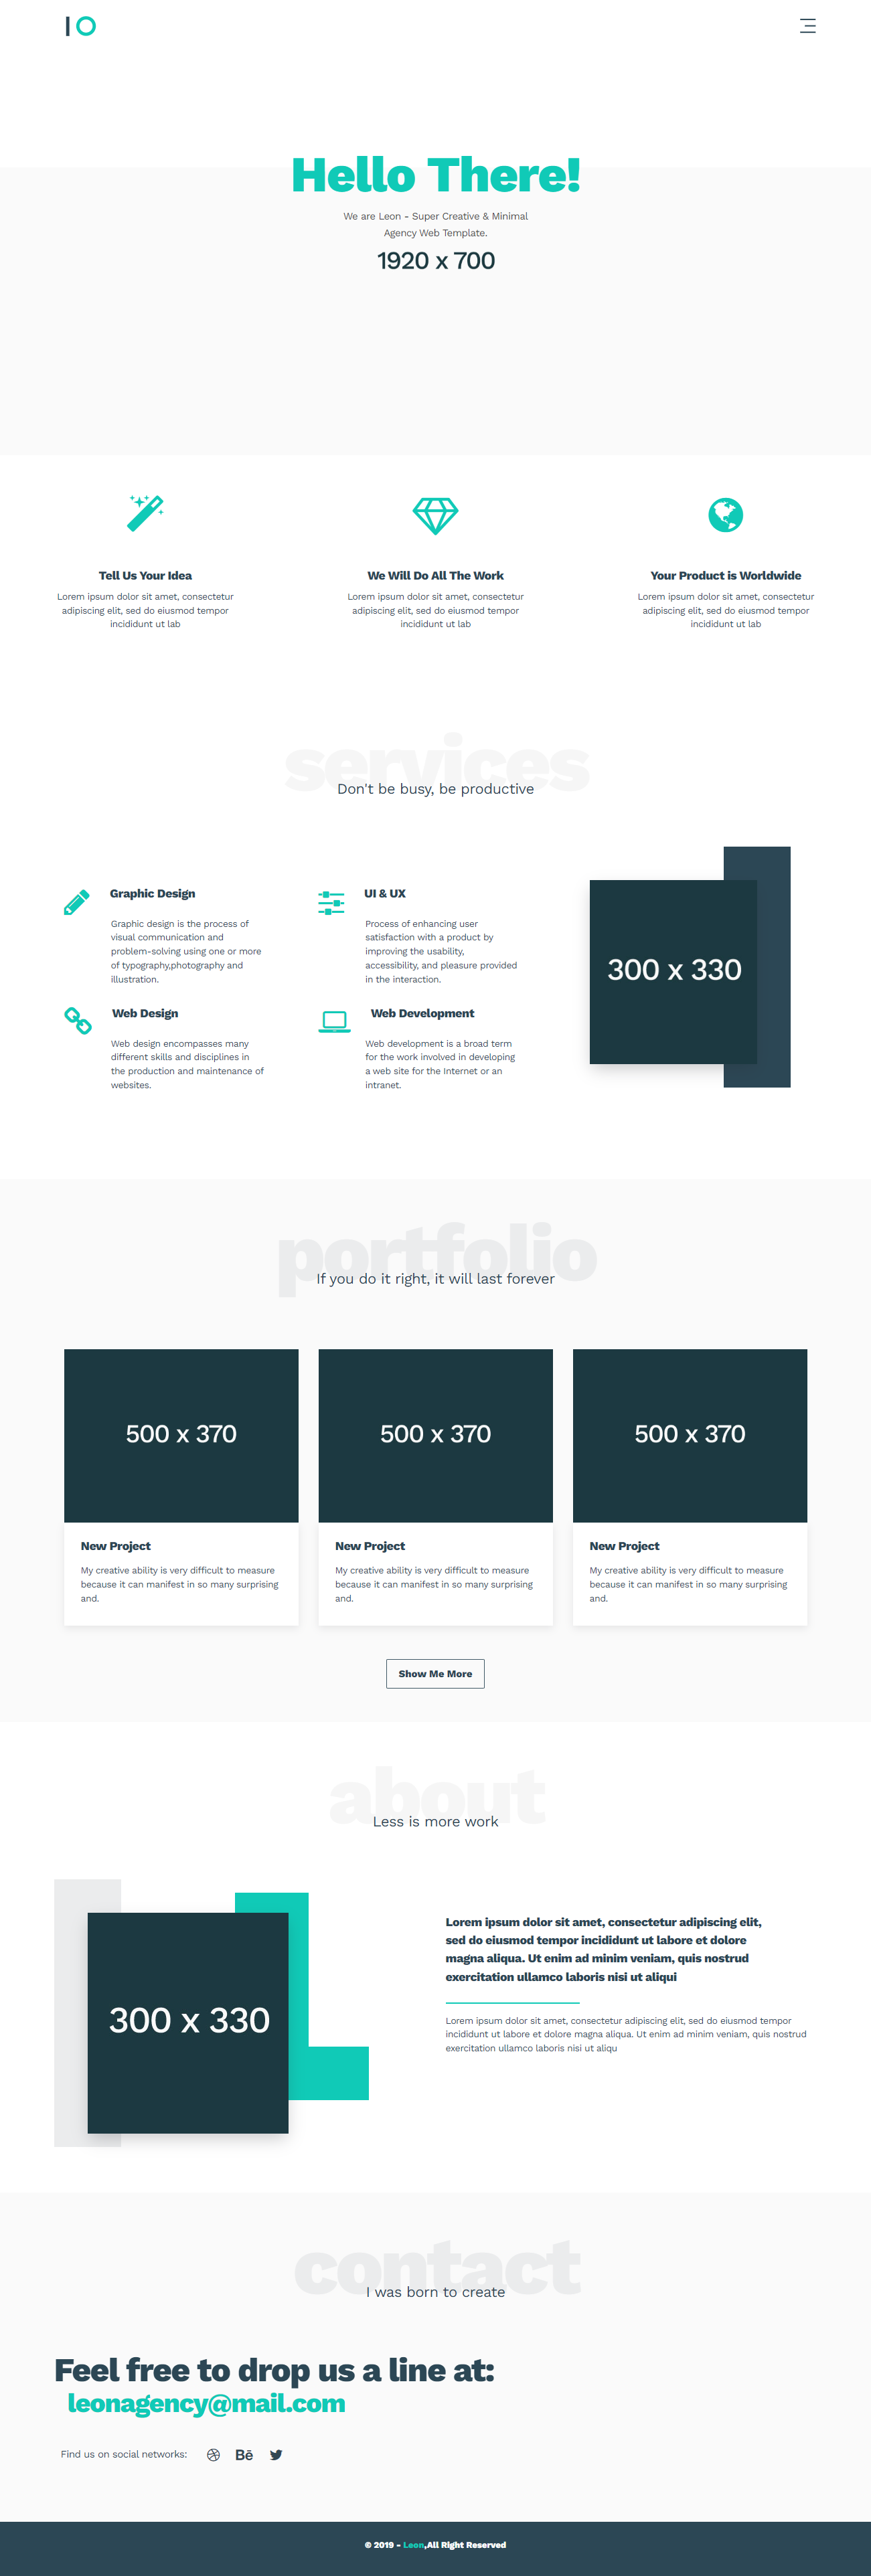 Hello There!
We are Leon - Super Creative & Minimal
Agency Web Template.
1920 x 700
Tell Us Your Idea
Lorem ipsum dolor sit amet, consectetur
adipiscing elit, sed do eiusmod tempor
incididunt ut lab
We Will Do All The Work
Lorem ipsum dolor sit amet, consectetur
adipiscing elit, sed do eiusmod tempor
incididunt ut lab
Your Product is Worldwide
Lorem ipsum dolor sit amet, consectetur
adipiscing elit, sed do eiusmod tempor
incididunt ut lab
services
Don't be busy, be productive
Graphic Design
Graphic design is the process of
visual communication and
problem-solving using one or more
of typography,photography and
illustration.
UI & UX
Process of enhancing user
satisfaction with a product by
improving the usability,
accessibility, and pleasure provided
in the interaction.
Web Design
Web design encompasses many
different skills and disciplines in
the production and maintenance of
websites.
Web Development
Web development is a broad term
for the work involved in developing
a web site for the Internet or an
intranet.
300 x 330
portfolio
If you do it right, it will last forever
500 x 370
New Project
My creative ability is very difficult to measure
because it can manifest in so many surprising
and.
500 x 370
New Project
My creative ability is very difficult to measure
because it can manifest in so many surprising
and.
500 x 370
New Project
My creative ability is very difficult to measure
because it can manifest in so many surprising
and.
Show Me More
about
Less is more work
300 x 330
Lorem ipsum dolor sit amet, consectetur adipiscing elit,
sed do eiusmod tempor incididunt ut labore et dolore
magna aliqua. Ut enim ad minim veniam, quis nostrud
exercitation ullamco laboris nisi ut aliqui
Lorem ipsum dolor sit amet, consectetur adipiscing elit, sed do eiusmod tempor
incididunt ut labore et dolore magna aliqua. Ut enim ad minim veniam, quis nostrud
exercitation ullamco laboris nisi ut aliqu
contact
I was born to create
Feel free to drop us a line at:
leonagency@mail.com
Find us on social networks:
Bē
© 2019 - Leon,All Right Reserved